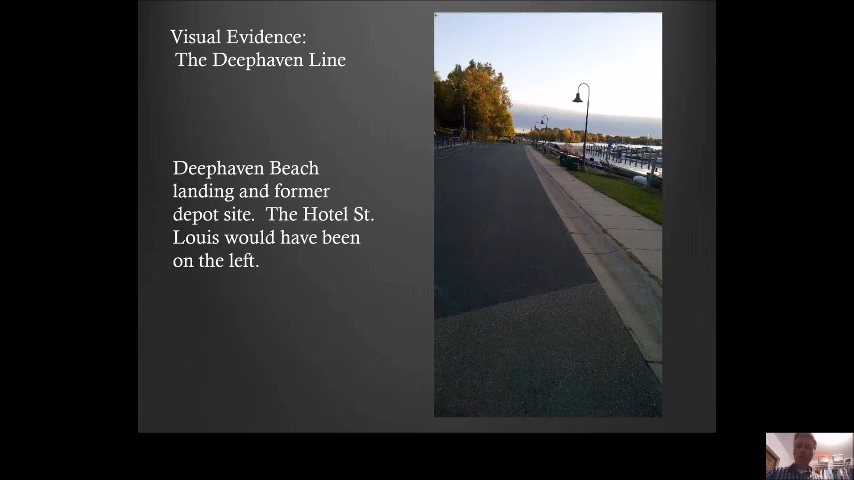 Visual Evidence:
The Deephaven Line
Deephaven Beach
landing and former
depot site. The Hotel St.
Louis would have been
on the left.